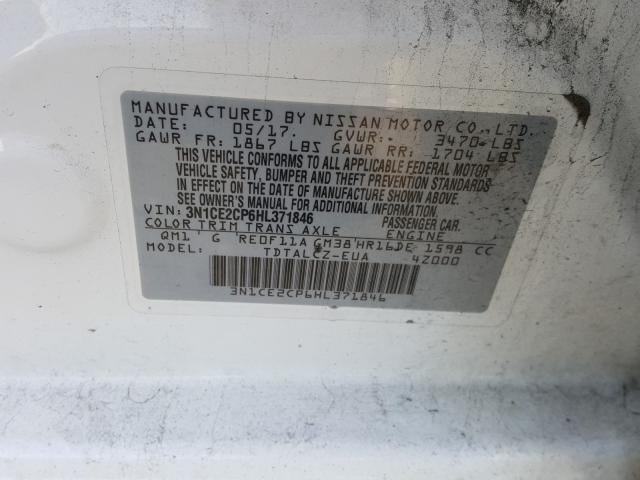 MANUFACTURED BY NISSAN MOTOR CO., LTD.
DATE: 05/17. GVWR: 3470 LBS
GAWR FR: 1867 LBS GAWR RR: 1704 LBS
THIS VEHICLE CONFORMS TO ALL APPLICABLE FEDERAL MOTOR
VEHICLE SAFETY, BUMPER AND THEFT PREVENTION STANDARDS
IN EFFECT ON THE DATE OF MANUFACTURE SHOWN ABOVE.
SEE OWNER'S MANUAL FOR ADDITIONAL INFORMATION.
VIN: 3N1CE2CP6HL371846 PASSENGER CAR.
COLOR TRIM TRANS AXLE ENGINE
QM1 G RE0F11A GM38 HR16DE 1598 CC
MODEL: TDTALCZ-EUA 4Z000
3N1CE2CP6HL371846